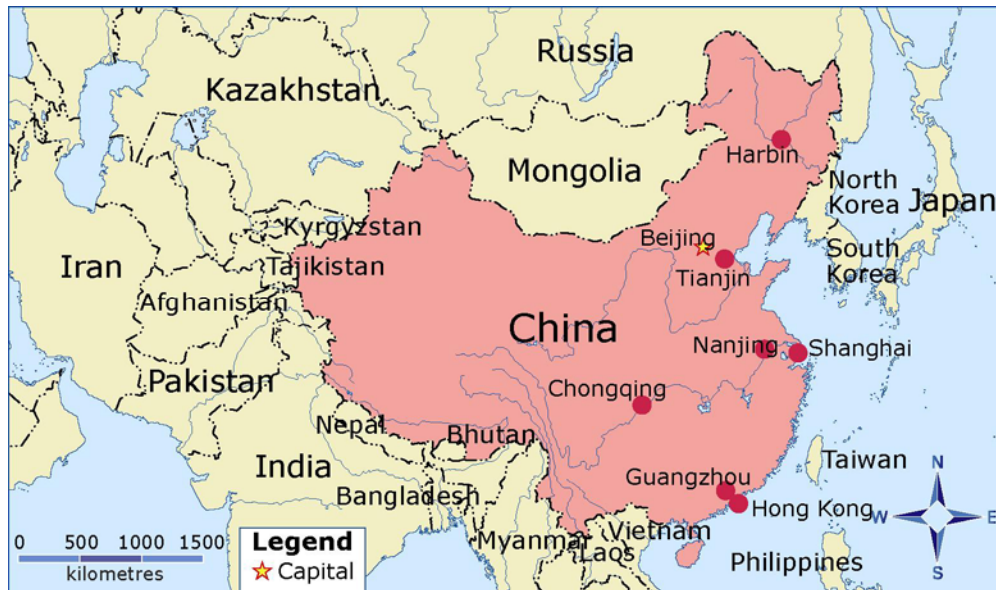 Russia
Kazakhstan
Mongolia
Harbin
North
Korea
Japan
Kyrgyzstan
Beijing
South
Korea
Iran
Tajikistan
Tianjin
Afghanistan
China
Nanjing
Shanghai
Pakistan
Chongqing
Nepal
Bhutan
India
Taiwan
Guangzhou
Bangladesh
Hong Kong
N
W
E
S
Vietnam
Myanmar
Laos
Philippines
0 500 1000 1500
kilometres
Legend
Capital